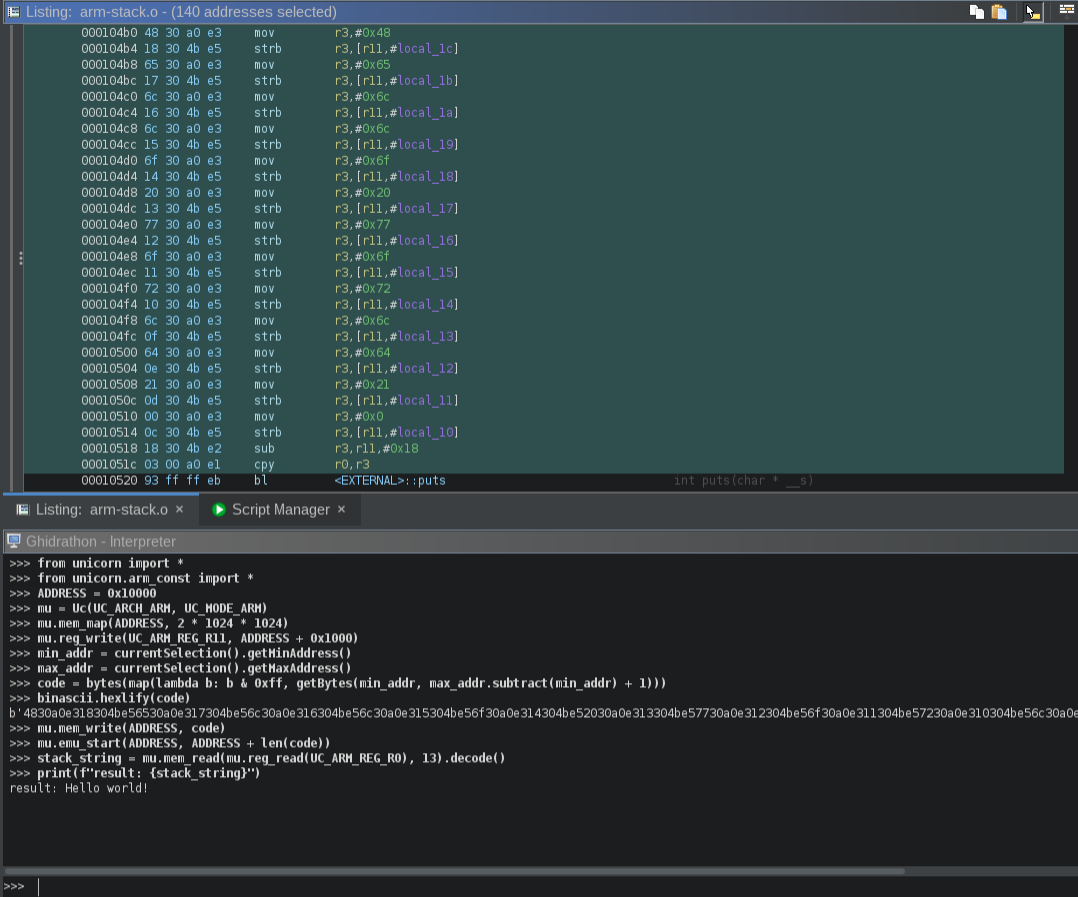 Listing: arm-stack.o - (140 addresses selected)
000104b0 48 30 a0 e3 mov r3,#0x48
000104b4 18 30 4b e5 strb r3,[r11,#local_1c]
000104b8 65 30 a0 e3 mov r3,#0x65
000104bc 17 30 4b e5 strb r3,[r11,#local_1b]
000104c0 6c 30 a0 e3 mov r3,#0x6c
000104c4 16 30 4b e5 strb r3,[r11,#local_1a]
000104c8 6c 30 a0 e3 mov r3,#0x6c
000104cc 15 30 4b e5 strb r3,[r11,#local_19]
000104d0 6f 30 a0 e3 mov r3,#0x6f
000104d4 14 30 4b e5 strb r3,[r11,#local_18]
000104d8 20 30 a0 e3 mov r3,#0x20
000104dc 13 30 4b e5 strb r3,[r11,#local_17]
000104e0 77 30 a0 e3 mov r3,#0x77
000104e4 12 30 4b e5 strb r3,[r11,#local_16]
000104e8 6f 30 a0 e3 mov r3,#0x6f
000104ec 11 30 4b e5 strb r3,[r11,#local_15]
000104f0 72 30 a0 e3 mov r3,#0x72
000104f4 10 30 4b e5 strb r3,[r11,#local_14]
000104f8 6c 30 a0 e3 mov r3,#0x6c
000104fc 0f 30 4b e5 strb r3,[r11,#local_13]
00010500 64 30 a0 e3 mov r3,#0x64
00010504 0e 30 4b e5 strb r3,[r11,#local_12]
00010508 21 30 a0 e3 mov r3,#0x21
0001050c 0d 30 4b e5 strb r3,[r11,#local_11]
00010510 00 30 a0 e3 mov r3,#0x0
00010514 0c 30 4b e5 strb r3,[r11,#local_10]
00010518 18 30 4b e2 sub r3,r11,#0x18
0001051c 03 00 a0 e1 cpy r0,r3
00010520 93 ff ff eb bl <EXTERNAL>::puts int puts(char * __s)
Listing: arm-stack.o × Script Manager ×
Ghidrathon - Interpreter
>>> from unicorn import *
>>> from unicorn.arm_const import *
>>> ADDRESS = 0x10000
>>> mu = Uc(UC_ARCH_ARM, UC_MODE_ARM)
>>> mu.mem_map(ADDRESS, 2 * 1024 * 1024)
>>> mu.reg_write(UC_ARM_REG_R11, ADDRESS + 0x1000)
>>> min_addr = currentSelection().getMinAddress()
>>> max_addr = currentSelection().getMaxAddress()
>>> code = bytes(map(lambda b: b & 0xff, getBytes(min_addr, max_addr.subtract(min_addr) + 1)))
>>> binascii.hexlify(code)
b'4830a0e318304be56530a0e317304be56c30a0e316304be56c30a0e315304be56f30a0e314304be52030a0e313304be57730a0e312304be56f30a0e311304be57230a0e310304be56c30a0e
>>> mu.mem_write(ADDRESS, code)
>>> mu.emu_start(ADDRESS, ADDRESS + len(code))
>>> stack_string = mu.mem_read(mu.reg_read(UC_ARM_REG_R0), 13).decode()
>>> print(f"result: {stack_string}")
result: Hello world!
>>>